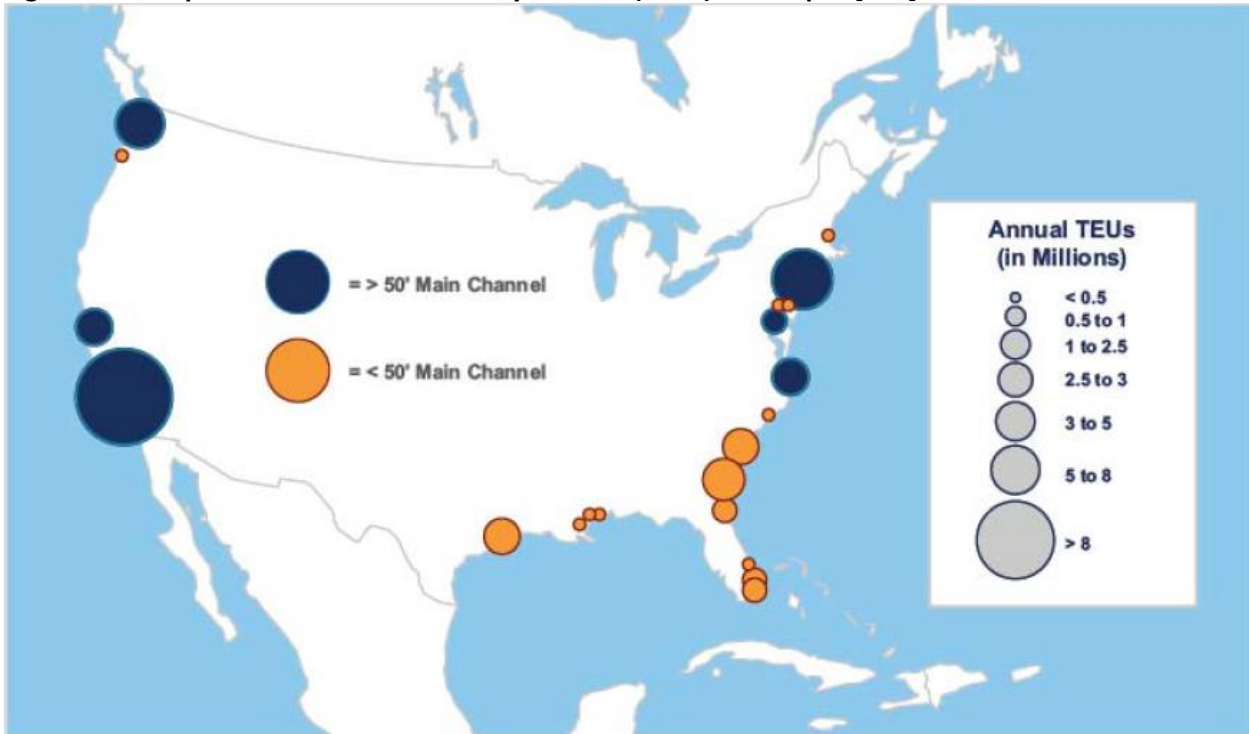 = > 50' Main Channel
= < 50' Main Channel
Annual TEUs
(in Millions)
< 0.5
0.5 to 1
1 to 2.5
2.5 to 3
3 to 5
5 to 8
> 8